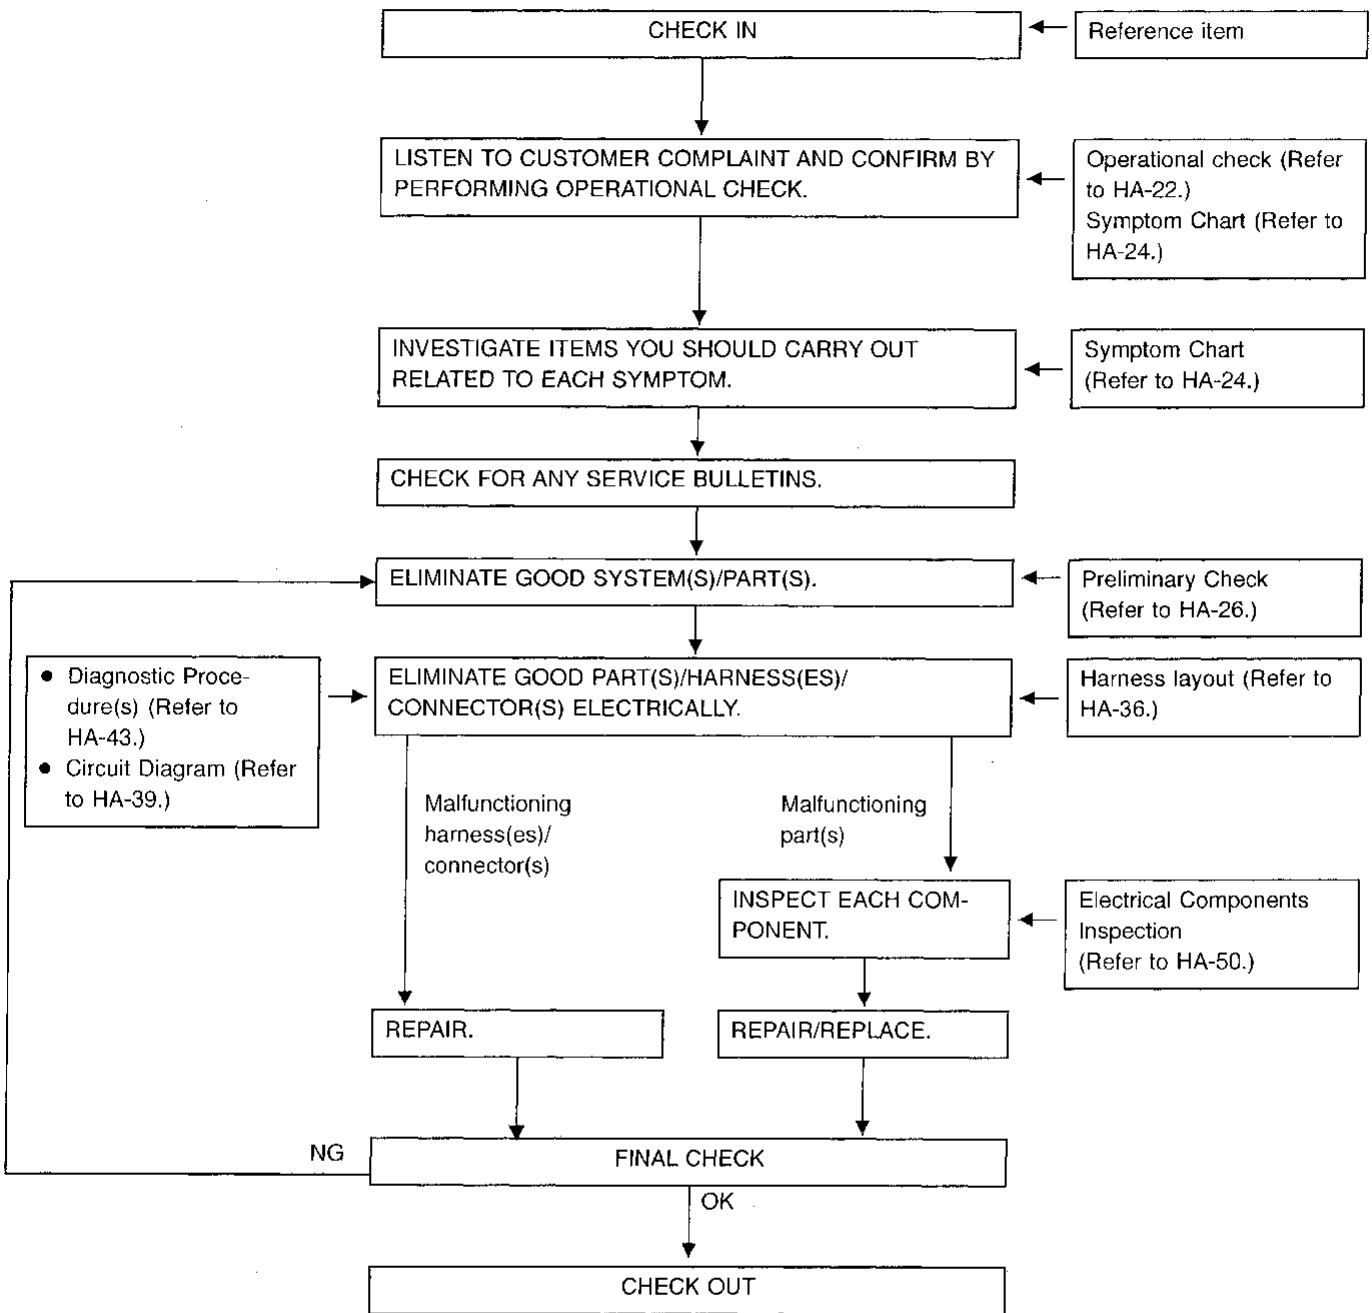 CHECK IN
Reference item
LISTEN TO CUSTOMER COMPLAINT AND CONFIRM BY
PERFORMING OPERATIONAL CHECK.
Operational check (Refer
to HA-22.)
Symptom Chart (Refer to
HA-24.)
INVESTIGATE ITEMS YOU SHOULD CARRY OUT
RELATED TO EACH SYMPTOM.
Symptom Chart
(Refer to HA-24.)
CHECK FOR ANY SERVICE BULLETINS.
ELIMINATE GOOD SYSTEM(S)/PART(S).
Preliminary Check
(Refer to HA-26.)
● Diagnostic Proce-
dure(s) (Refer to
HA-43.)
● Circuit Diagram (Refer
to HA-39.)
ELIMINATE GOOD PART(S)/HARNESS(ES)/
CONNECTOR(S) ELECTRICALLY.
Harness layout (Refer to
HA-36.)
Malfunctioning
harness(es)/
connector(s)
Malfunctioning
part(s)
INSPECT EACH COM-
PONENT.
Electrical Components
Inspection
(Refer to HA-50.)
REPAIR.
REPAIR/REPLACE.
NG
FINAL CHECK
OK
CHECK OUT